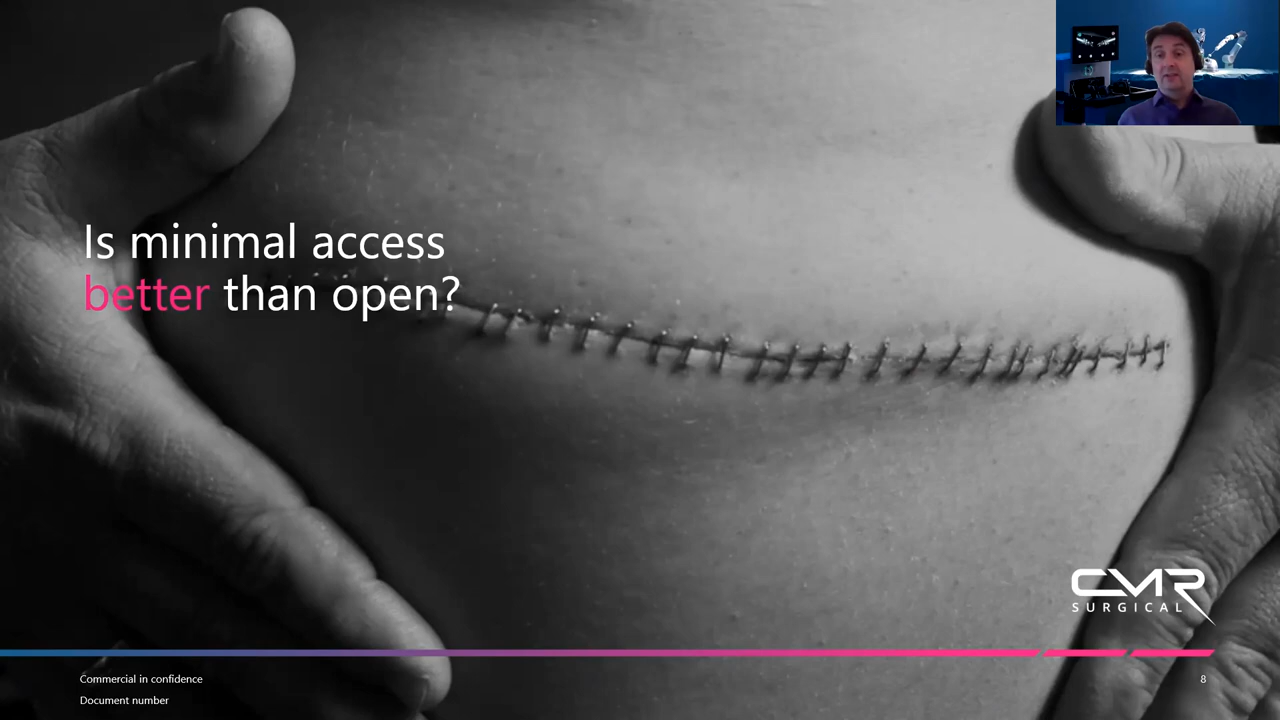 Is minimal access
better than open?
CMR
SURGICAL
Commercial in confidence
8
Document number